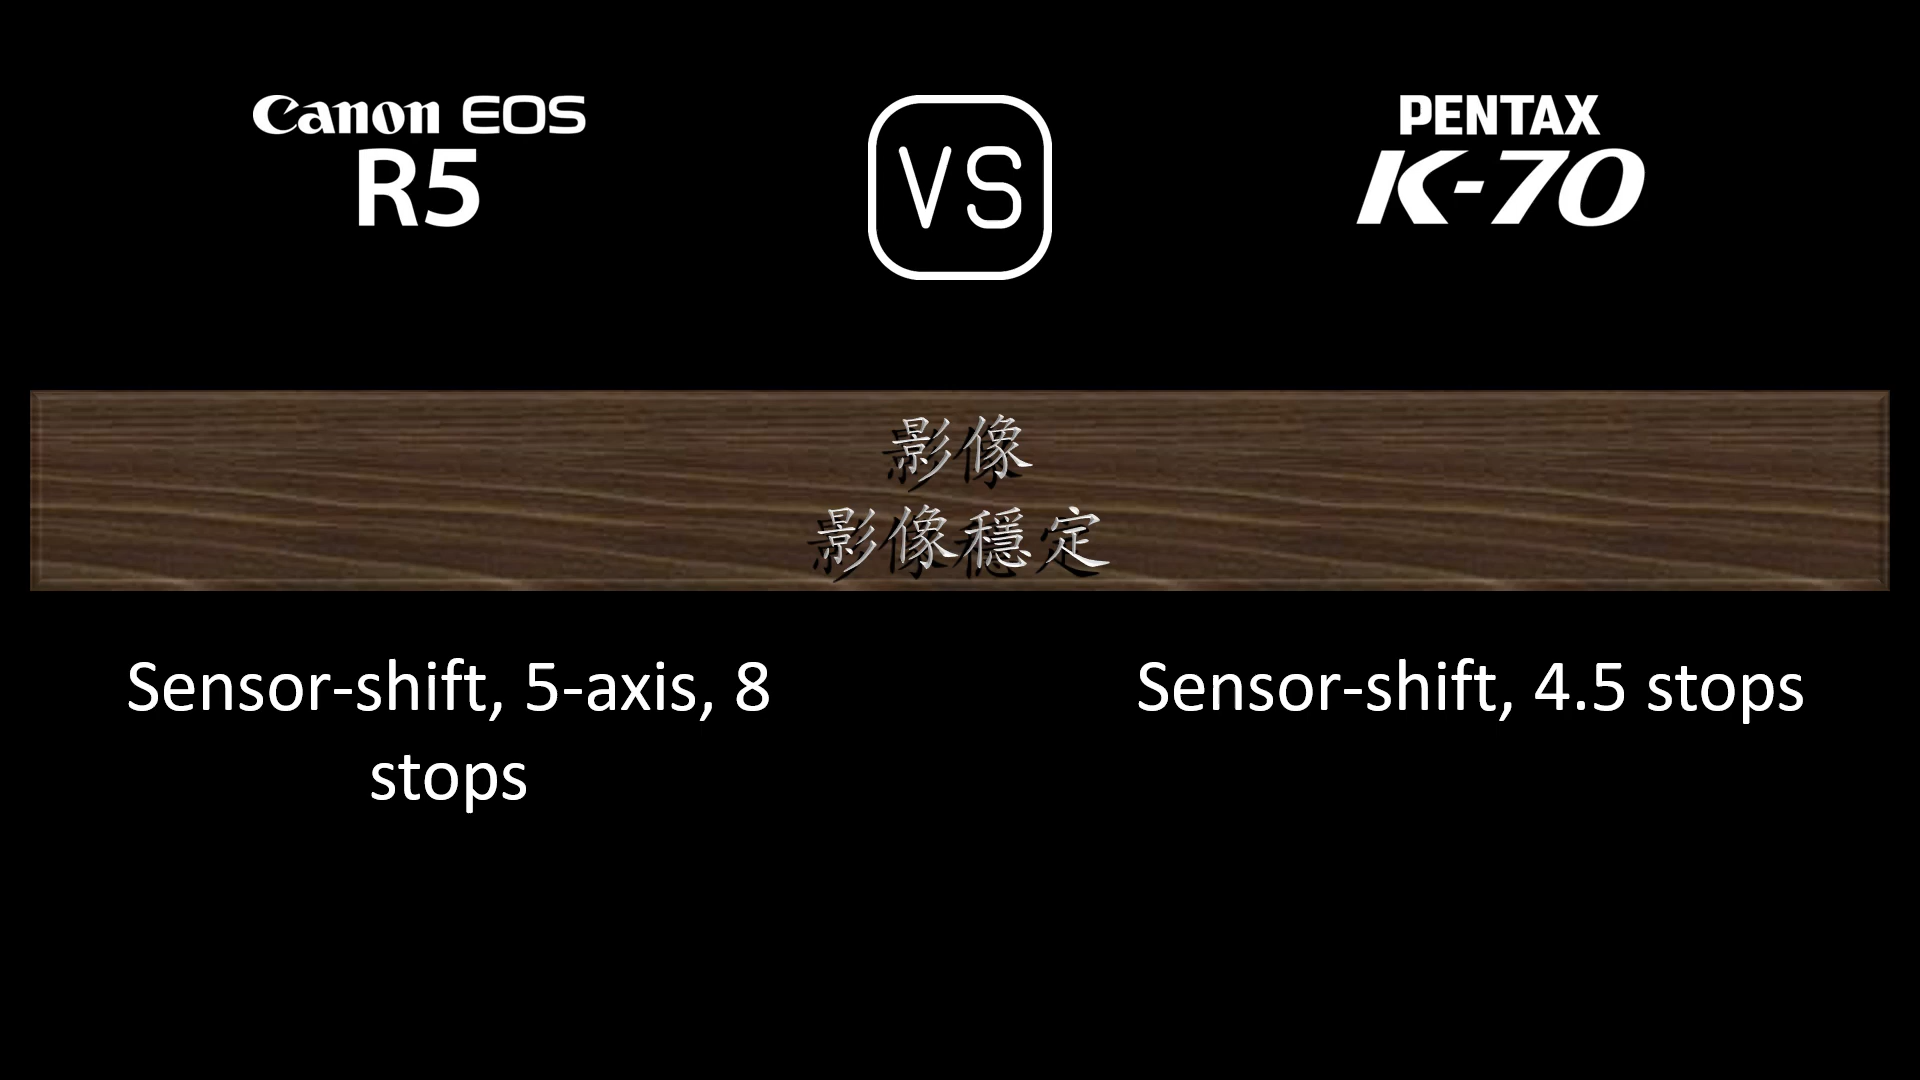 Canon EOS
R5
VS
PENTAX
K-70
影像
影像穩定
Sensor-shift, 5-axis, 8
stops
Sensor-shift, 4.5 stops